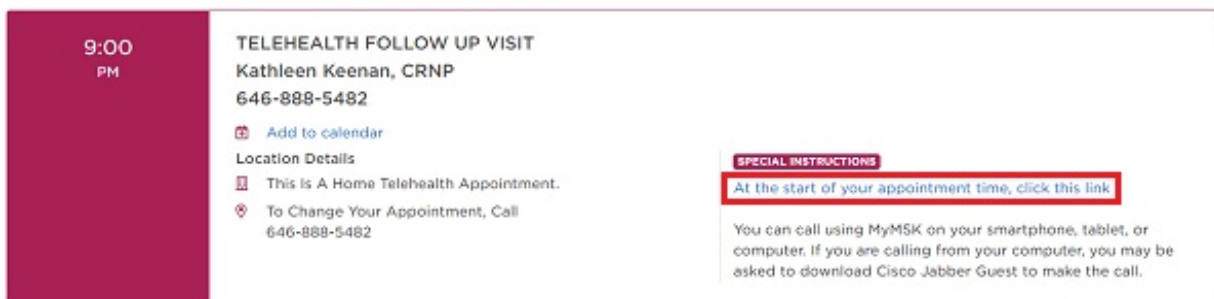 9:00
PM
TELEHEALTH FOLLOW UP VISIT
Kathleen Keenan, CRNP
646-888-5482
Add to calendar
Location Details
This Is A Home Telehealth Appointment.
To Change Your Appointment, Call
646-888-5482
SPECIAL INSTRUCTIONS
At the start of your appointment time, click this link
You can call using MyMSK on your smartphone, tablet, or
computer. If you are calling from your computer, you may be
asked to download Cisco Jabber Guest to make the call.